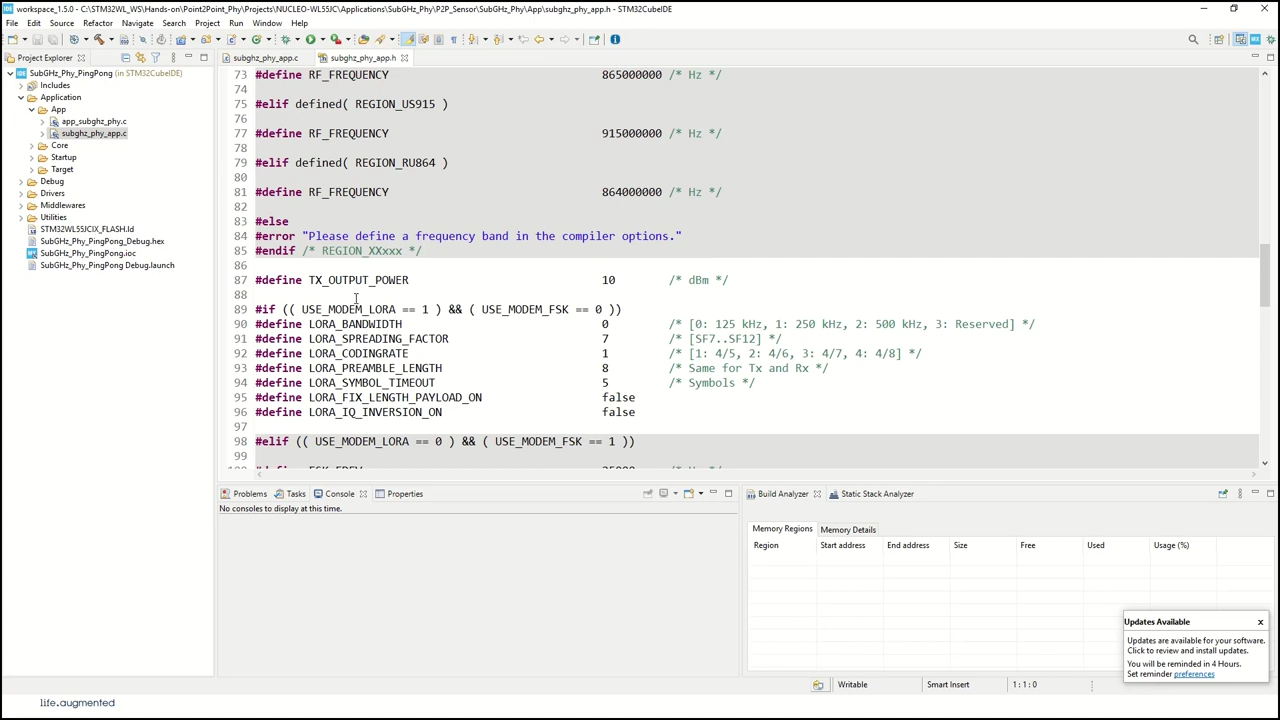 workspace_1.5.0 - C:\STM32WL_WS\Hands-on\Point2Point_Phy\Projects\NUCLEO-WL55JC\Applications\SubGHz_Phy\P2P_Sensor\SubGHz_Phy\App\subghz_phy_app.h - STM32CubeIDE
File Edit Source Refactor Navigate Search Project Run Window Help
Project Explorer
SubGHz_Phy_PingPong (in STM32CubeIDE)
Includes
Application
App
app_subghz_phy.c
subghz_phy_app.c
Core
Startup
Target
Debug
Drivers
Middlewares
Utilities
STM32WL55JCIX_FLASH.ld
SubGHz_Phy_PingPong_Debug.hex
SubGHz_Phy_PingPong.ioc
SubGHz_Phy_PingPong Debug.launch
subghz_phy_app.c subghz_phy_app.h
73 #define RF_FREQUENCY 865000000 /* Hz */
74
75 #elif defined( REGION_US915 )
76
77 #define RF_FREQUENCY 915000000 /* Hz */
78
79 #elif defined( REGION_RU864 )
80
81 #define RF_FREQUENCY 864000000 /* Hz */
82
83 #else
84 #error "Please define a frequency band in the compiler options."
85 #endif /* REGION_XXxxx */
86
87 #define TX_OUTPUT_POWER 10 /* dBm */
88
89 #if (( USE_MODEM_LORA == 1 ) && ( USE_MODEM_FSK == 0 ))
90 #define LORA_BANDWIDTH 0 /* [0: 125 kHz, 1: 250 kHz, 2: 500 kHz, 3: Reserved] */
91 #define LORA_SPREADING_FACTOR 7 /* [SF7..SF12] */
92 #define LORA_CODINGRATE 1 /* [1: 4/5, 2: 4/6, 3: 4/7, 4: 4/8] */
93 #define LORA_PREAMBLE_LENGTH 8 /* Same for Tx and Rx */
94 #define LORA_SYMBOL_TIMEOUT 5 /* Symbols */
95 #define LORA_FIX_LENGTH_PAYLOAD_ON false
96 #define LORA_IQ_INVERSION_ON false
97
98 #elif (( USE_MODEM_LORA == 0 ) && ( USE_MODEM_FSK == 1 ))
99
Problems Tasks Console Properties
No consoles to display at this time.
Build Analyzer Static Stack Analyzer
Memory Regions Memory Details
Region Start address End address Size Free Used Usage (%)
Updates Available x
Updates are available for your software.
Click to review and install updates.
You will be reminded in 4 Hours.
Set reminder preferences
Writable Smart Insert 1:1:0
life.augmented